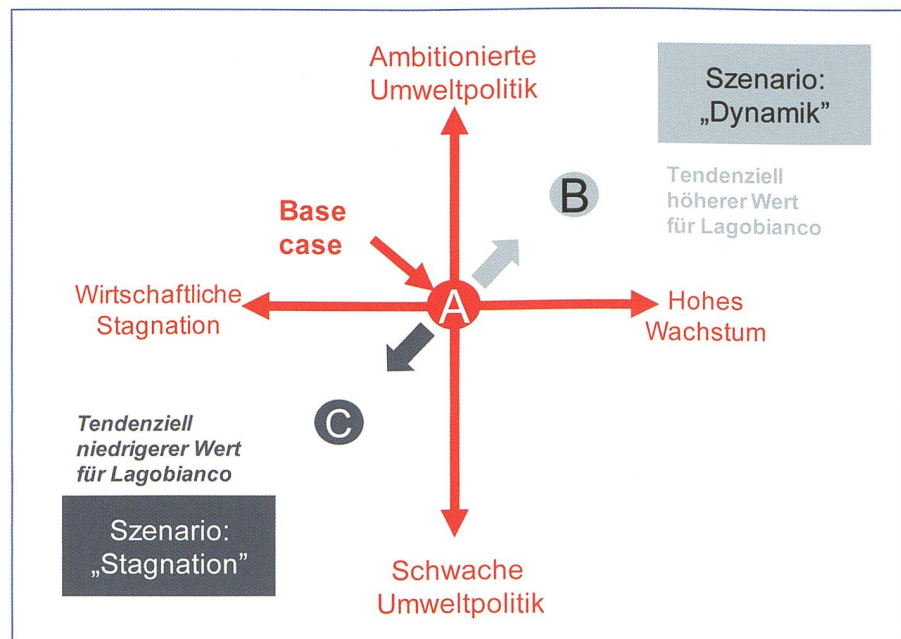 Ambitionierte
Umweltpolitik
Szenario:
„Dynamik”
Tendenziell
höherer Wert
für Lagobianco
B
Base
case
Wirtschaftliche
Stagnation
A
Hohes
Wachstum
C
Tendenziell
niedrigerer Wert
für Lagobianco
Szenario:
„Stagnation”
Schwache
Umweltpolitik